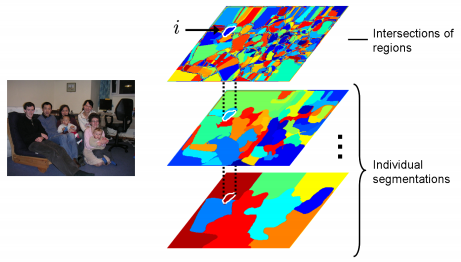 i
Intersections of
regions
Individual
segmentations